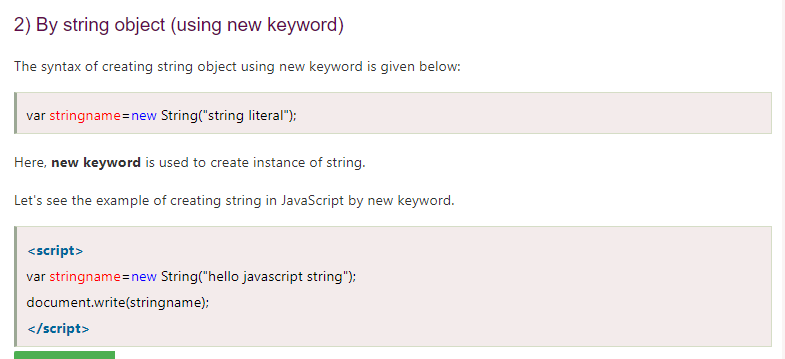 2) By string object (using new keyword)
The syntax of creating string object using new keyword is given below:
var stringname=new String("string literal");
Here, new keyword is used to create instance of string.
Let's see the example of creating string in JavaScript by new keyword.
<script>
var stringname=new String("hello javascript string");
document.write(stringname);
</script>